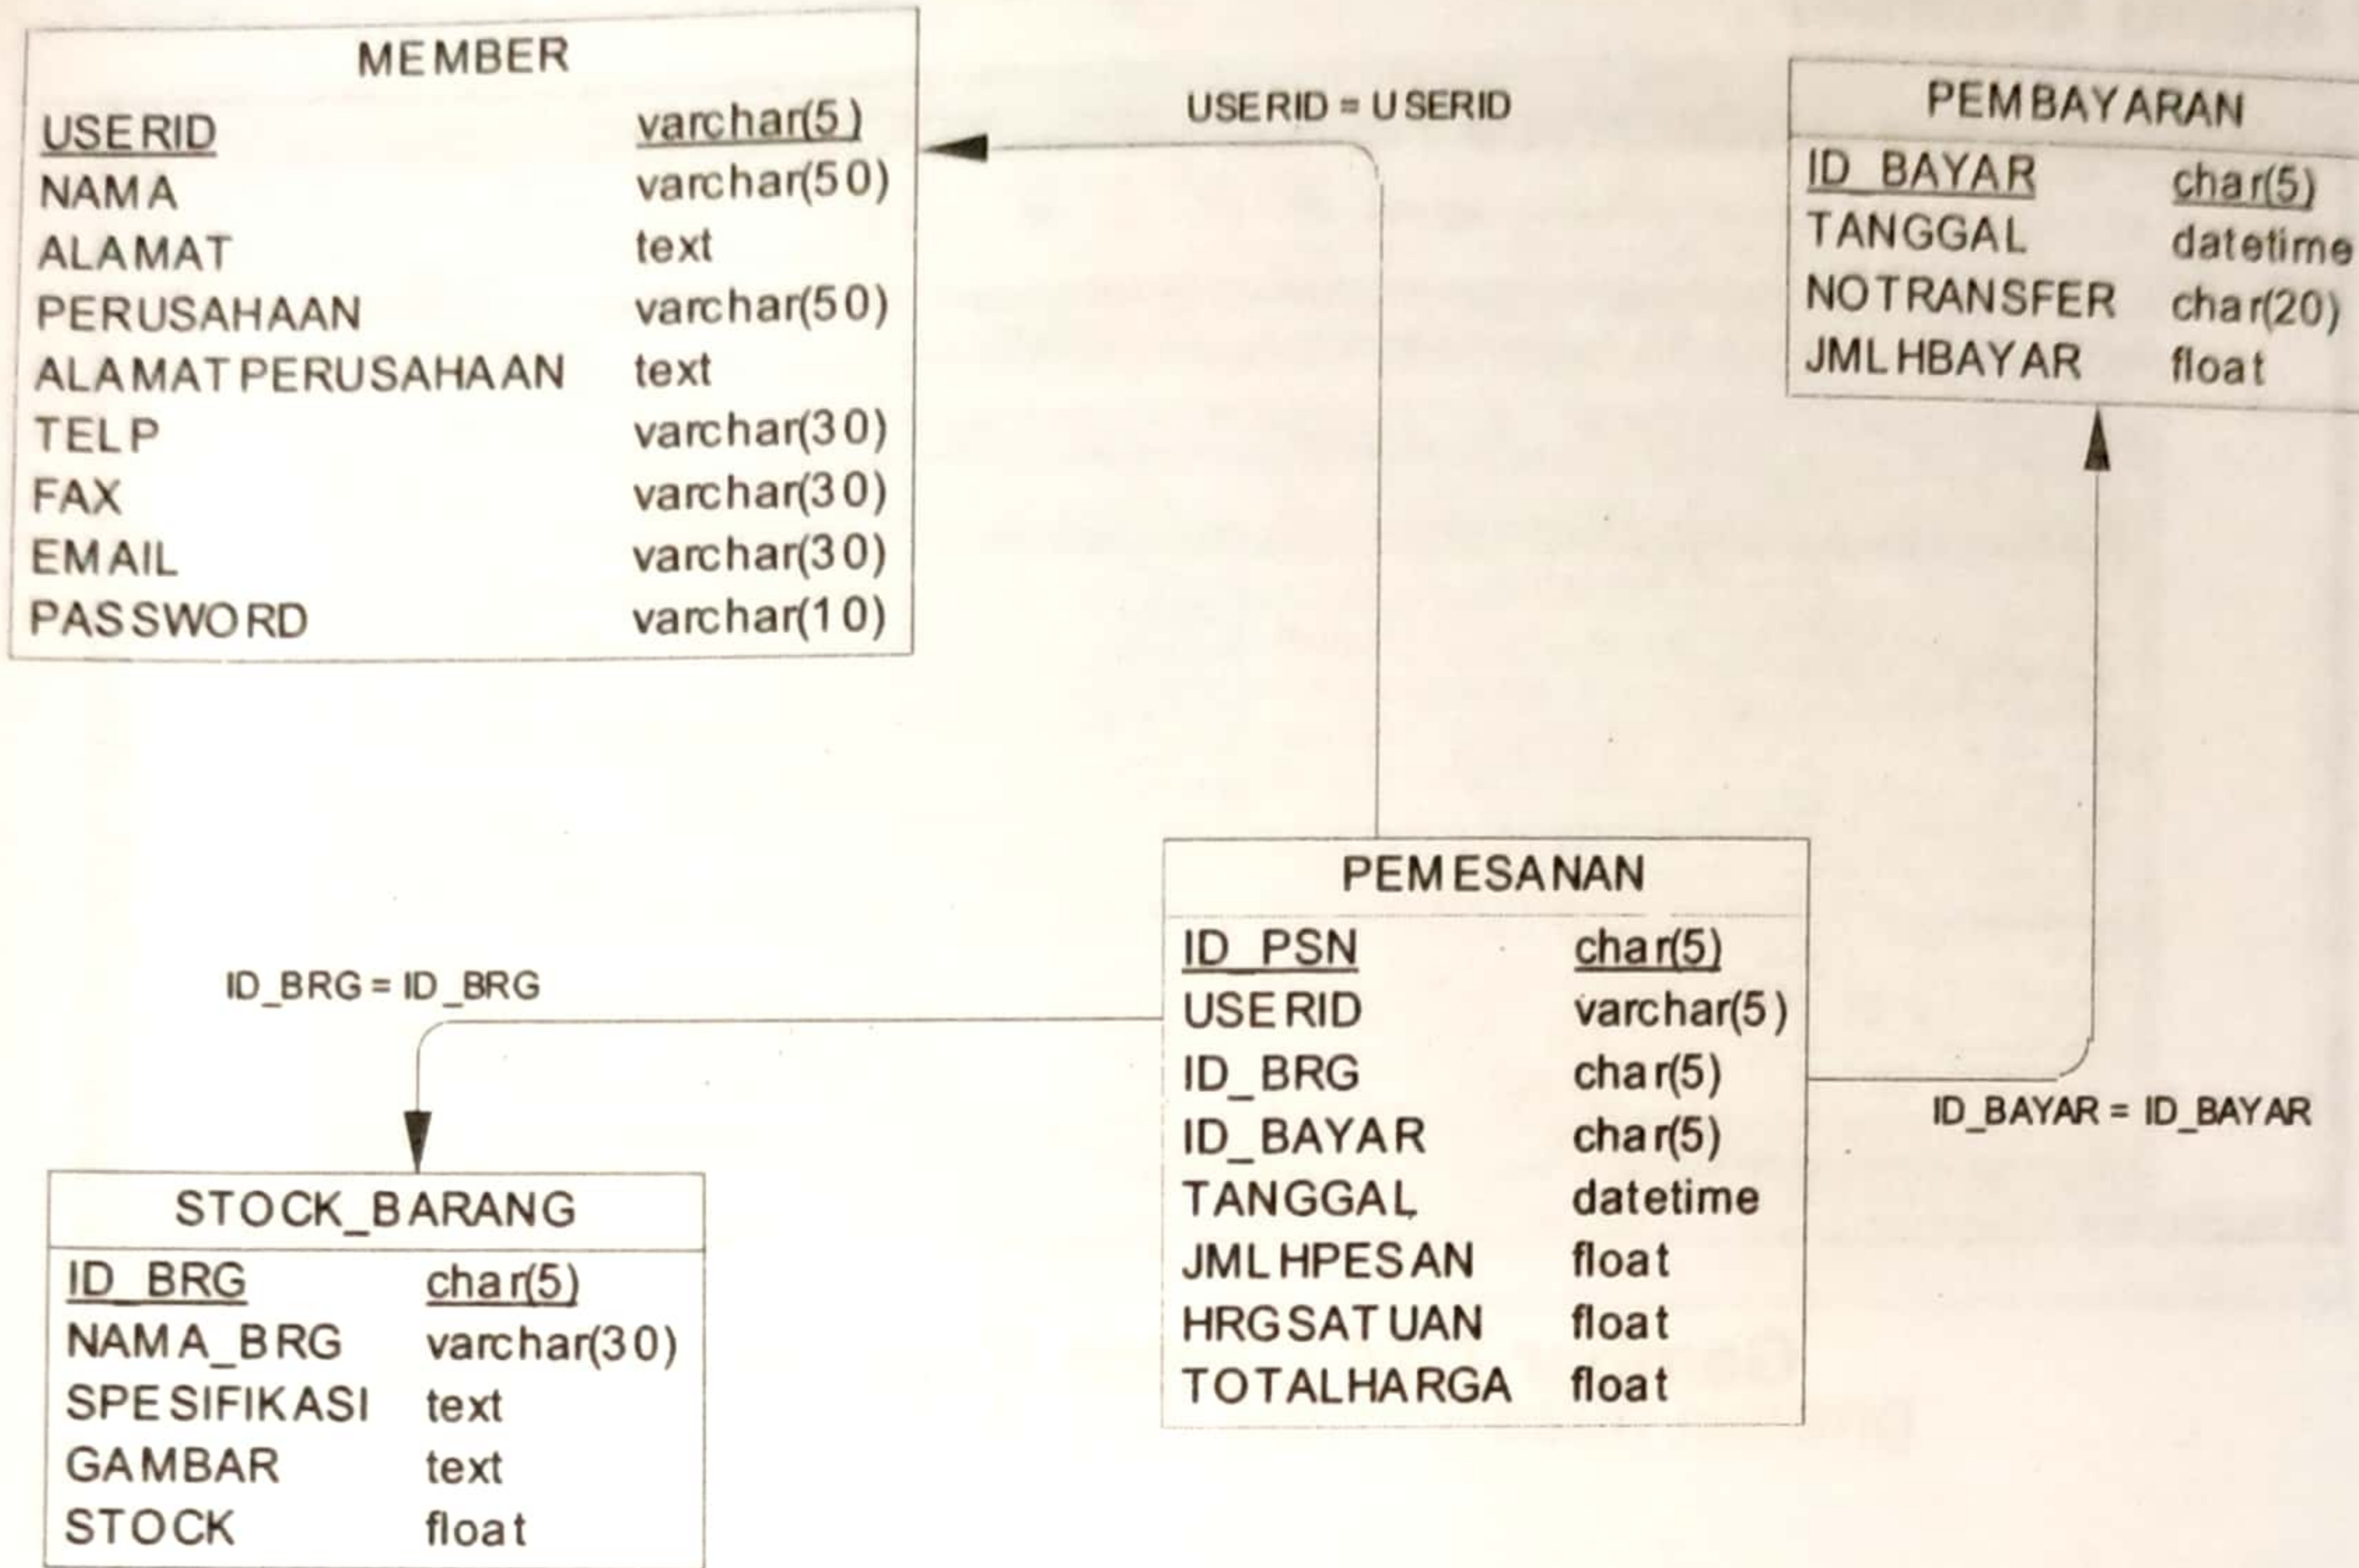 MEMBER
USERID varchar(5)
NAMA varchar(50)
ALAMAT text
PERUSAHAAN varchar(50)
ALAMATPERUSAHAAN text
TELP varchar(30)
FAX varchar(30)
EMAIL varchar(30)
PASSWORD varchar(10)
USERID = USERID
PEMBAYARAN
ID_BAYAR char(5)
TANGGAL datetime
NOTRANSFER char(20)
JMLHBAYAR float
PEMESANAN
ID_PSN char(5)
USERID varchar(5)
ID_BRG char(5)
ID_BAYAR char(5)
TANGGAL datetime
JMLHPESAN float
HRGSATUAN float
TOTALHARGA float
ID_BAYAR = ID_BAYAR
ID_BRG = ID_BRG
STOCK_BARANG
ID_BRG char(5)
NAMA_BRG varchar(30)
SPESIFIKASI text
GAMBAR text
STOCK float